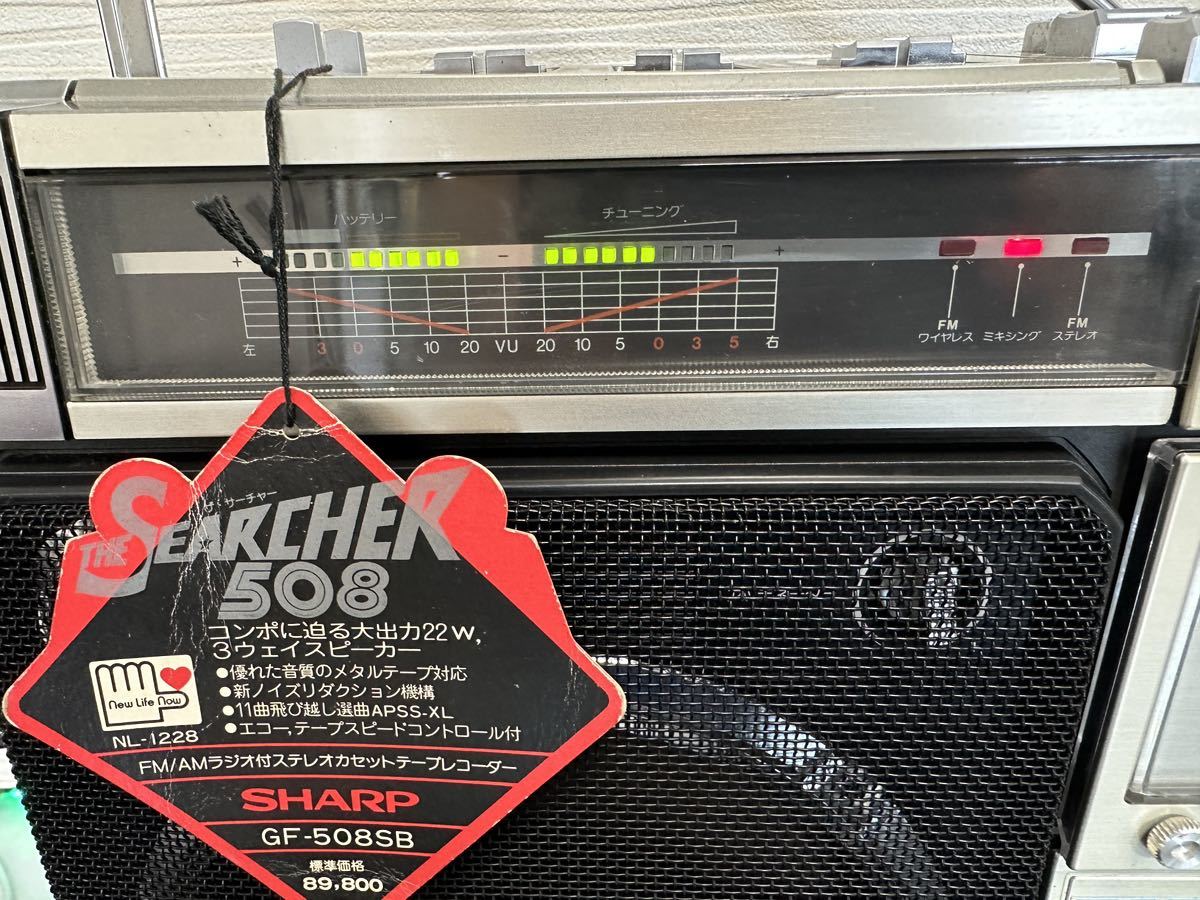 バッテリー
チューニング
+ − +
左 3 0 5 10 20 VU 20 10 5 0 3 5 右
FM FM
ワイヤレス ミキシング ステレオ
ザ・サーチャー
THE SEARCHER
508
コンポに迫る大出力22W,
3ウェイスピーカー
●優れた音質のメタルテープ対応
●新ノイズリダクション機構
●11曲飛び越し選曲APSS-XL
●エコー,テープスピードコントロール付
New Life Now
NL-1228
FM/AMラジオ付ステレオカセットテープレコーダー
SHARP
GF-508SB
標準価格
89,800